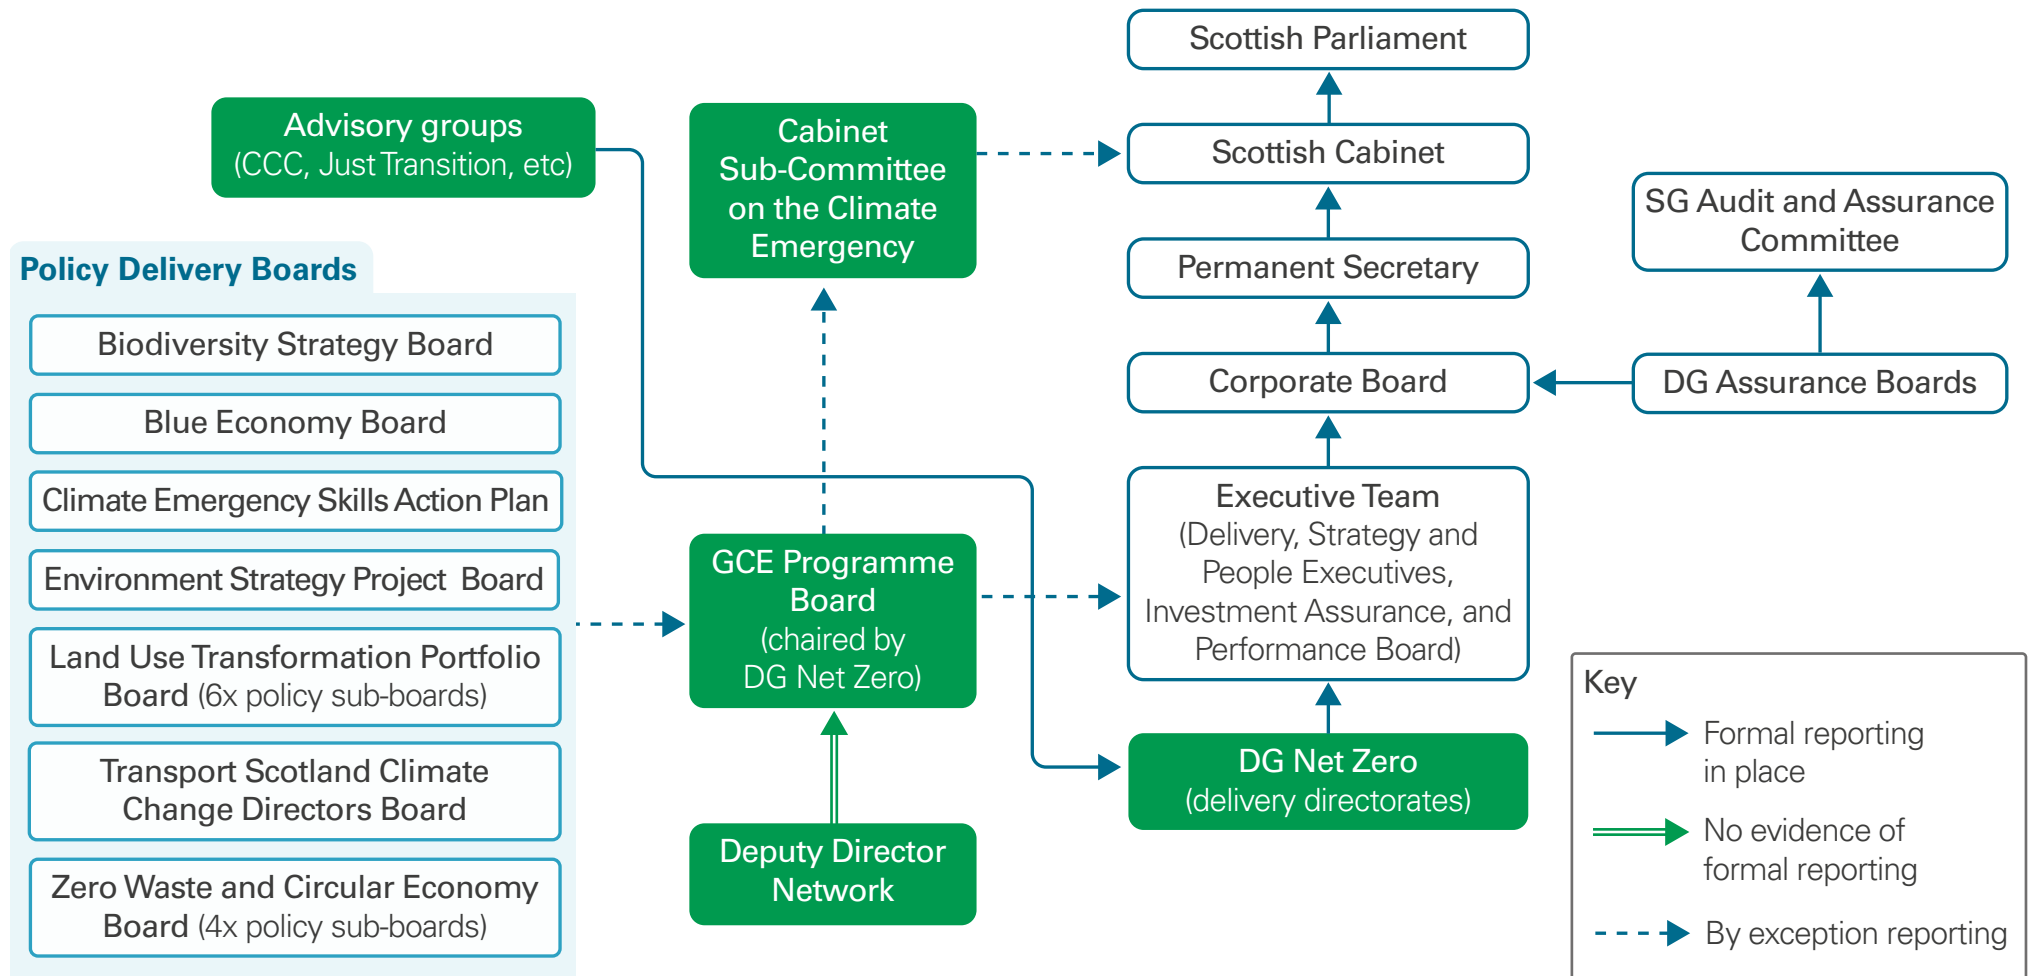 Scottish Parliament
Advisory groups
(CCC, Just Transition, etc)
Cabinet
Sub-Committee
on the Climate
Emergency
Scottish Cabinet
SG Audit and Assurance
Committee
Permanent Secretary
Policy Delivery Boards
Biodiversity Strategy Board
Blue Economy Board
Climate Emergency Skills Action Plan
Environment Strategy Project Board
Land Use Transformation Portfolio
Board (6x policy sub-boards)
Transport Scotland Climate
Change Directors Board
Zero Waste and Circular Economy
Board (4x policy sub-boards)
Corporate Board
DG Assurance Boards
GCE Programme
Board
(chaired by
DG Net Zero)
Executive Team
(Delivery, Strategy and
People Executives,
Investment Assurance, and
Performance Board)
Deputy Director
Network
DG Net Zero
(delivery directorates)
Key
Formal reporting
in place
No evidence of
formal reporting
By exception reporting